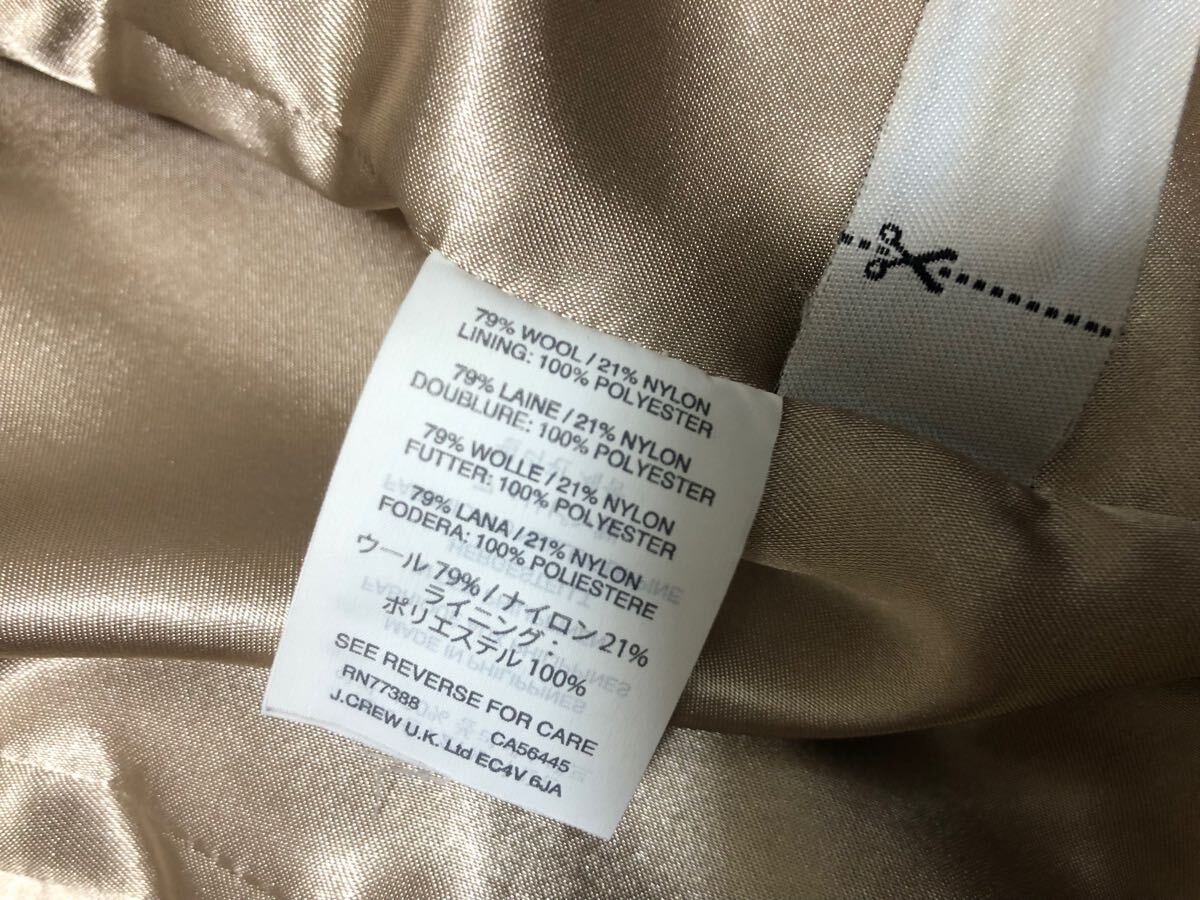 79% WOOL / 21% NYLON
LINING: 100% POLYESTER
79% LAINE / 21% NYLON
DOUBLURE: 100% POLYESTER
79% WOLLE / 21% NYLON
FUTTER: 100% POLYESTER
79% LANA / 21% NYLON
FODERA: 100% POLIESTERE
ウール 79% / ナイロン 21%
ライニング :
ポリエステル 100%
SEE REVERSE FOR CARE
RN77388 CA56445
J.CREW U.K. Ltd EC4V 6JA
MADE IN PHILIPPINES